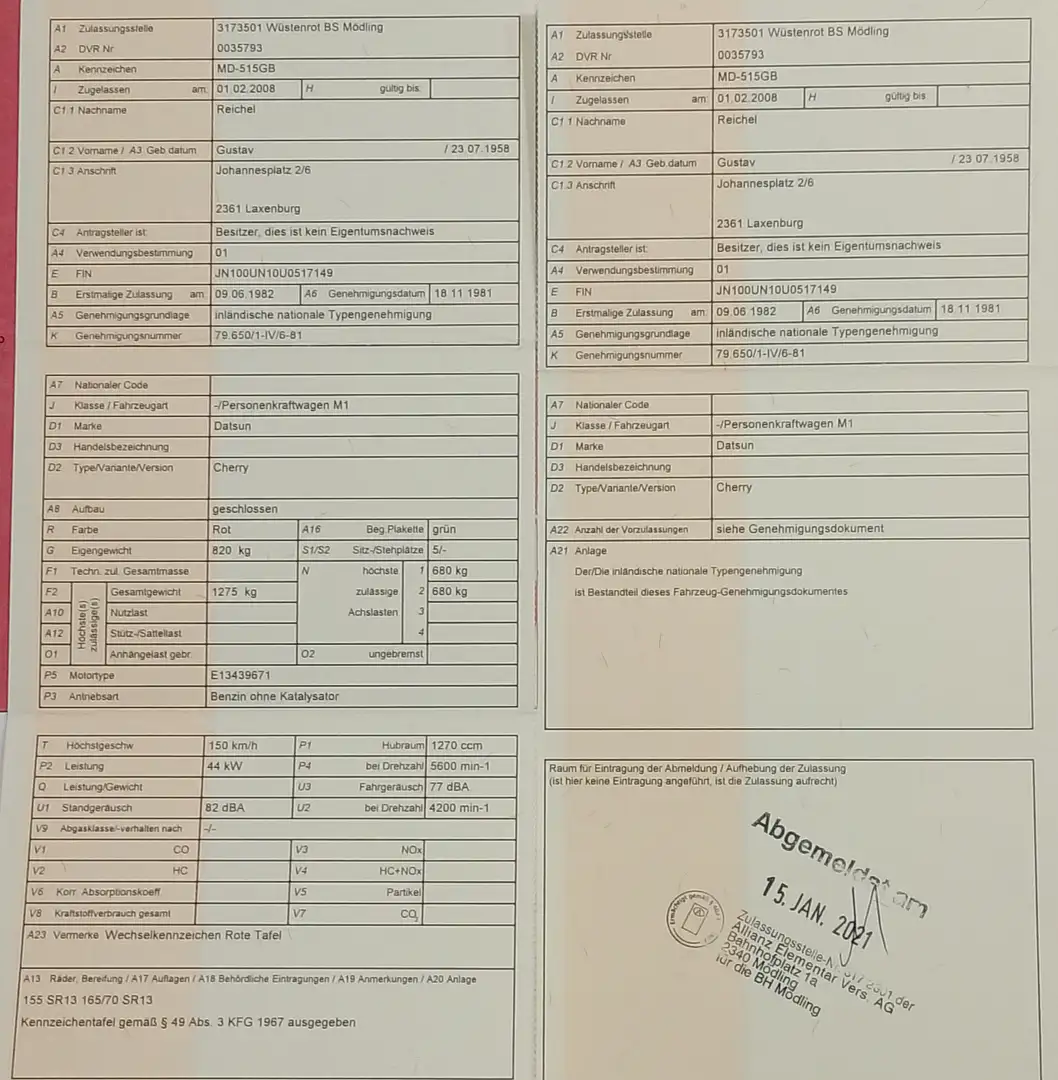 A1 Zulassungsstelle 3173501 Wüstenrot BS Mödling
A2 DVR Nr 0035793
A Kennzeichen MD-515GB
I Zugelassen am: 01.02.2008 H gültig bis:
C1.1 Nachname Reichel
C1.2 Vorname / A3 Geb.datum Gustav / 23.07.1958
C1.3 Anschrift Johannesplatz 2/6
2361 Laxenburg
C4 Antragsteller ist: Besitzer, dies ist kein Eigentumsnachweis
A4 Verwendungsbestimmung 01
E FIN JN100UN10U0517149
B Erstmalige Zulassung am: 09.06.1982 A6 Genehmigungsdatum 18.11.1981
A5 Genehmigungsgrundlage inländische nationale Typengenehmigung
K Genehmigungsnummer 79.650/1-IV/6-81
A7 Nationaler Code
J Klasse / Fahrzeugart -/Personenkraftwagen M1
D1 Marke Datsun
D3 Handelsbezeichnung
D2 Type/Variante/Version Cherry
A8 Aufbau geschlossen
R Farbe Rot A16 Beg.Plakette grün
G Eigengewicht 820 kg S1/S2 Sitz-/Stehplätze 5/-
F1 Techn. zul. Gesamtmasse N höchste 1 680 kg
F2 Höchste(s) zulässige(s) Gesamtgewicht 1275 kg zulässige 2 680 kg
A10 Nutzlast Achslasten 3
A12 Stütz-/Sattellast 4
O1 Anhängelast gebr. O2 ungebremst
P5 Motortype E13439671
P3 Antriebsart Benzin ohne Katalysator
T Höchstgeschw 150 km/h P1 Hubraum 1270 ccm
P2 Leistung 44 kW P4 bei Drehzahl 5600 min-1
Q Leistung/Gewicht U3 Fahrgeräusch 77 dBA
U1 Standgeräusch 82 dBA U2 bei Drehzahl 4200 min-1
V9 Abgasklasse/-verhalten nach -/-
V1 CO V3 NOx
V2 HC V4 HC+NOx
V6 Korr. Absorptionskoeff. V5 Partikel
V8 Kraftstoffverbrauch gesamt V7 CO₂
A23 Vermerke Wechselkennzeichen Rote Tafel
A13 Räder, Bereifung / A17 Auflagen / A18 Behördliche Eintragungen / A19 Anmerkungen / A20 Anlage
155 SR13 165/70 SR13
Kennzeichentafel gemäß § 49 Abs. 3 KFG 1967 ausgegeben
A1 Zulassungsstelle 3173501 Wüstenrot BS Mödling
A2 DVR Nr 0035793
A Kennzeichen MD-515GB
I Zugelassen am: 01.02.2008 H gültig bis:
C1.1 Nachname Reichel
C1.2 Vorname / A3 Geb.datum Gustav / 23.07.1958
C1.3 Anschrift Johannesplatz 2/6
2361 Laxenburg
C4 Antragsteller ist: Besitzer, dies ist kein Eigentumsnachweis
A4 Verwendungsbestimmung 01
E FIN JN100UN10U0517149
B Erstmalige Zulassung am: 09.06.1982 A6 Genehmigungsdatum 18.11.1981
A5 Genehmigungsgrundlage inländische nationale Typengenehmigung
K Genehmigungsnummer 79.650/1-IV/6-81
A7 Nationaler Code
J Klasse / Fahrzeugart -/Personenkraftwagen M1
D1 Marke Datsun
D3 Handelsbezeichnung
D2 Type/Variante/Version Cherry
A22 Anzahl der Vorzulassungen siehe Genehmigungsdokument
A21 Anlage
Der/Die inländische nationale Typengenehmigung
ist Bestandteil dieses Fahrzeug-Genehmigungsdokumentes
Raum für Eintragung der Abmeldung / Aufhebung der Zulassung
(ist hier keine Eintragung angeführt, ist die Zulassung aufrecht)
Abgemeldet am
15. JAN. 2021
Zulassungsstelle-Nr. der
Allianz Elementar Vers. AG
Bahnhofplatz 1a
2340 Mödling
für die BH Mödling